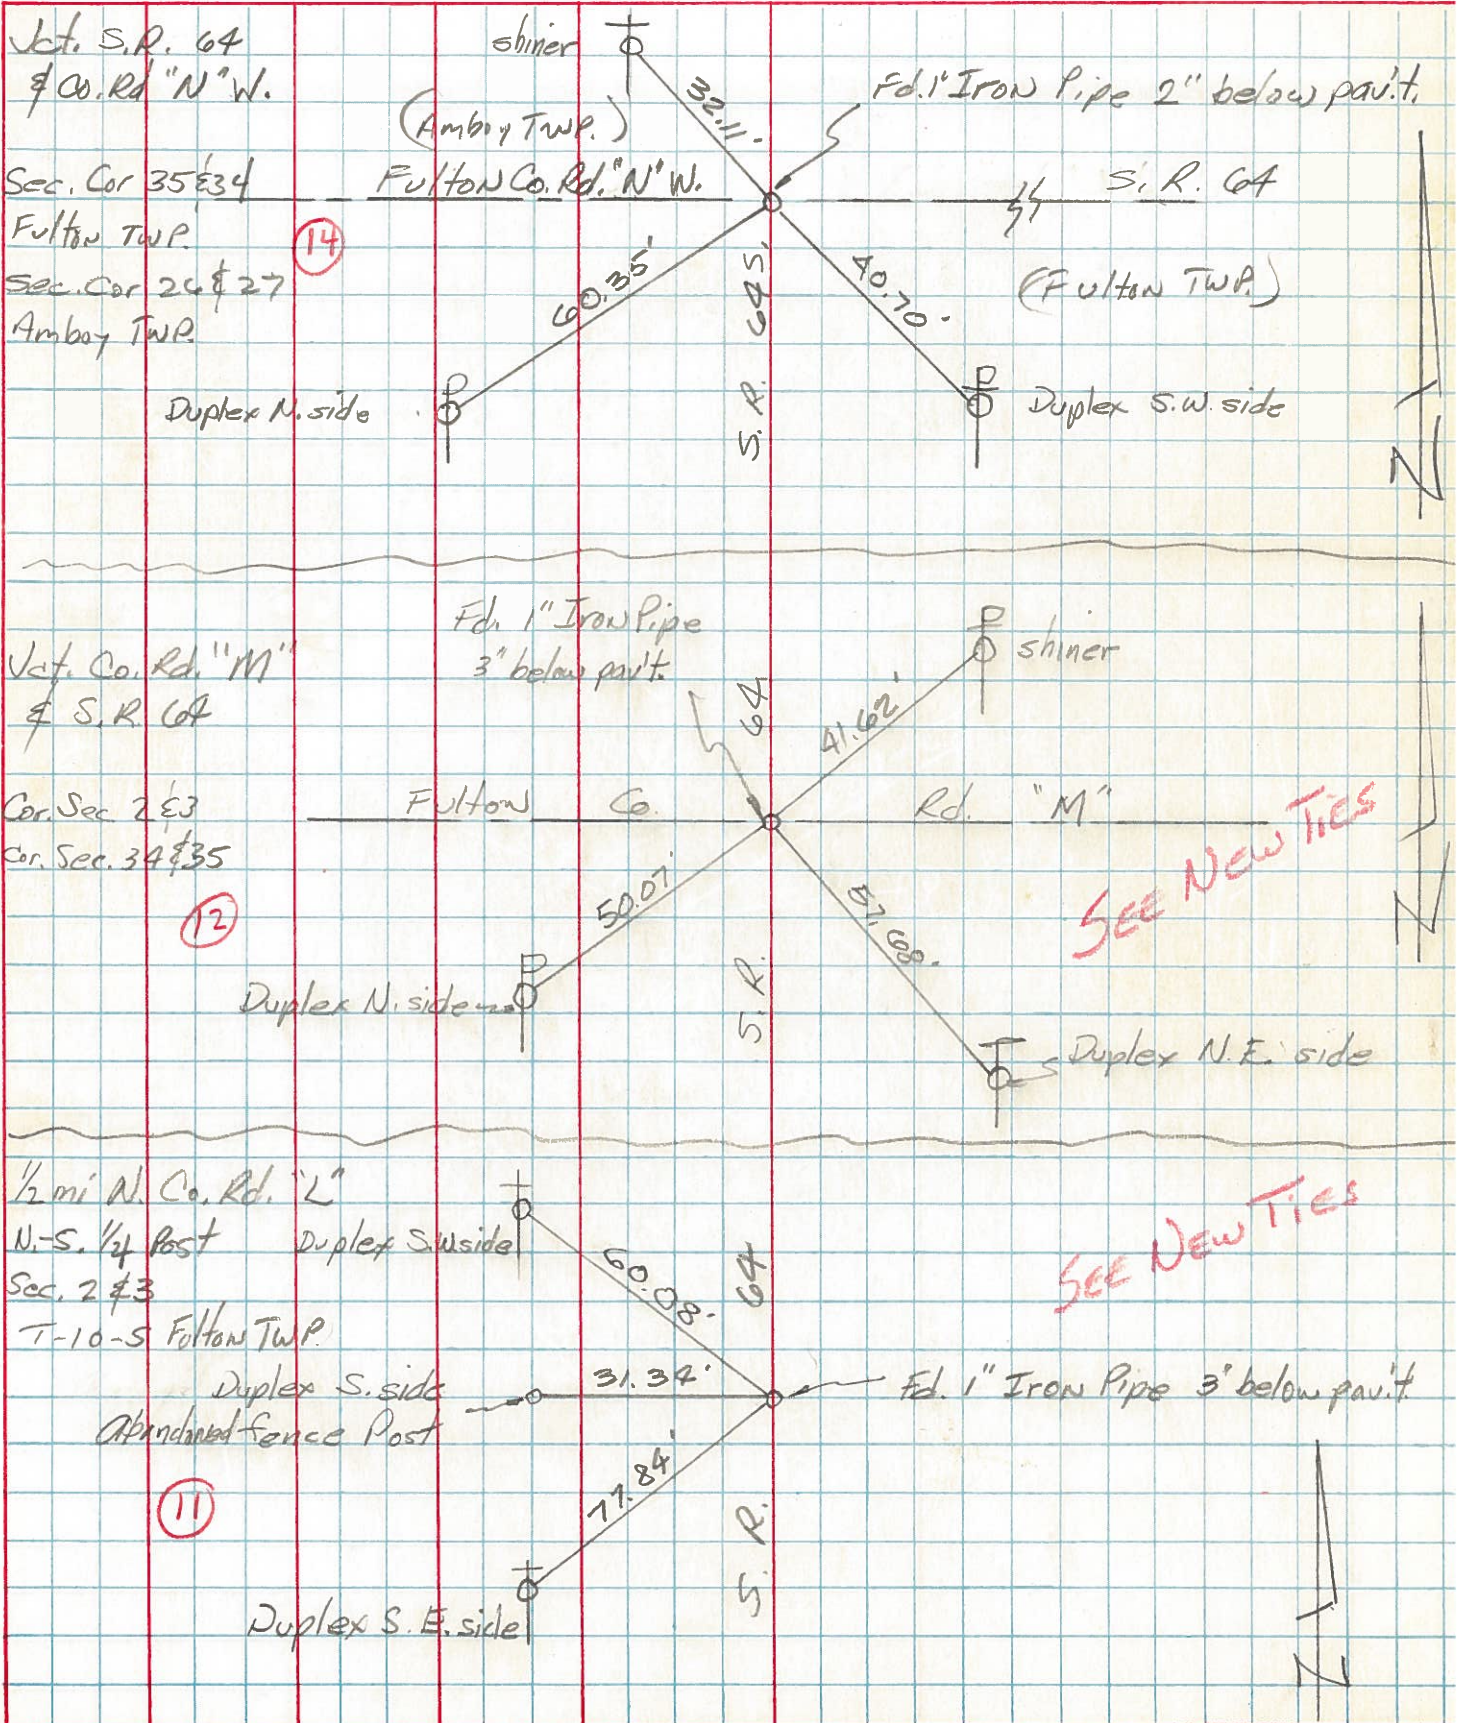 Jct. S.R. 64
& Co. Rd "N" W.
shiner
32.11'
Fd. 1" Iron Pipe 2" below pav't.
(Amboy TWP.)
Sec. Cor 35 & 34
Fulton Co. Rd. "N" W.
S. R. 64
Fulton TWP.
14
Sec. Cor 26 & 27
Amboy TWP.
60.35'
S. R. 64 S.
40.70'
(Fulton TWP.)
Duplex N. side
Duplex S.W. side
N
Jct. Co. Rd. "M"
& S. R. 64
Fd. 1" Iron Pipe
3" below pav't.
shiner
41.62'
S. R. 64
Cor. Sec. 2 & 3
Cor. Sec. 34 & 35
Fulton Co. Rd. "M"
SEE NEW TIES
12
50.07'
57.68'
Duplex N. side
Duplex N.E. side
N
1/2 mi N. Co. Rd. "L"
N.-S. 1/4 Post
Sec. 2 & 3
T-10-S Fulton TWP.
Duplex S.W side
60.08'
S. R. 64
SEE NEW TIES
Duplex S. side
Abandoned fence Post
31.34'
Fd. 1" Iron Pipe 3" below pav't.
11
77.84'
Duplex S. E. side
N